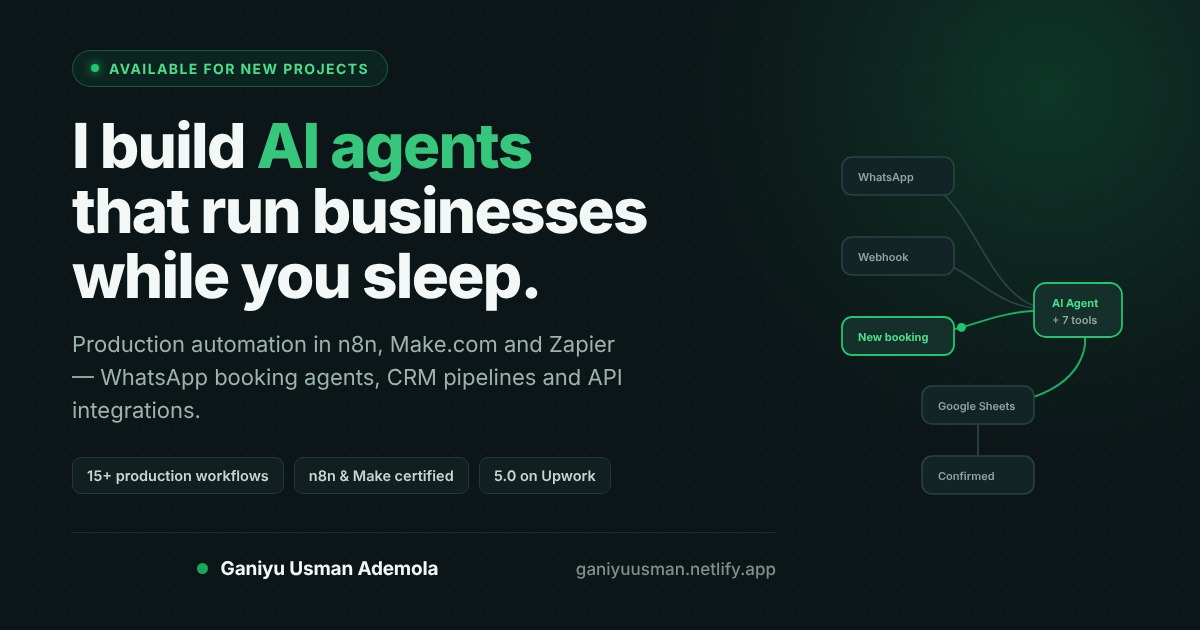 AVAILABLE FOR NEW PROJECTS
I build AI agents
that run businesses
while you sleep.
Production automation in n8n, Make.com and Zapier
— WhatsApp booking agents, CRM pipelines and API
integrations.
15+ production workflows
n8n & Make certified
5.0 on Upwork
Ganiyu Usman Ademola
ganiyuusman.netlify.app
WhatsApp
Webhook
New booking
AI Agent
+ 7 tools
Google Sheets
Confirmed